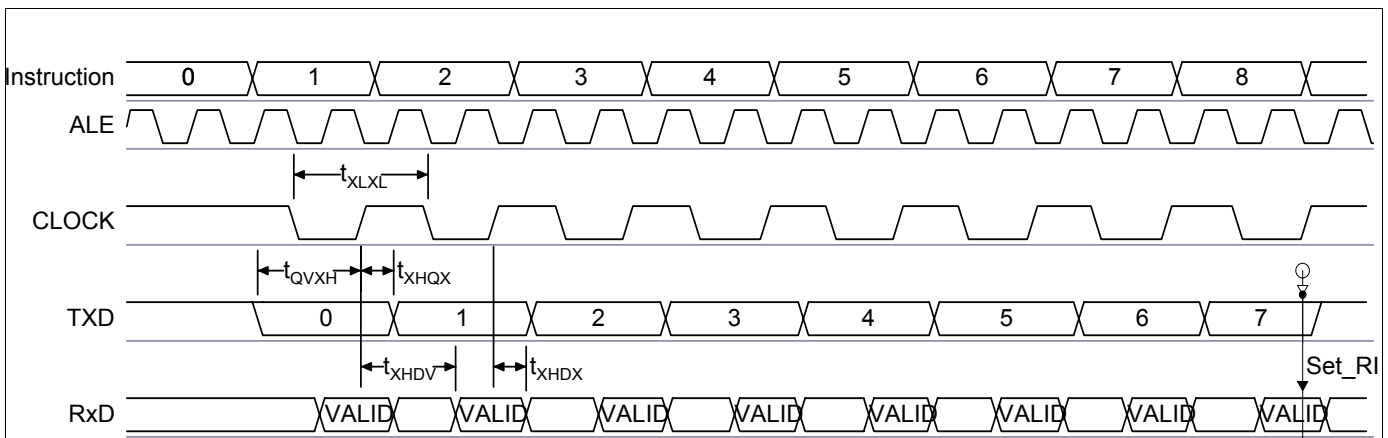 Instruction 0 1 2 3 4 5 6 7 8
ALE
tXLXL
CLOCK
tQVXH tXHQX
TXD 0 1 2 3 4 5 6 7
tXHDV tXHDX Set_RI
RxD VALID VALID VALID VALID VALID VALID VALID VALID